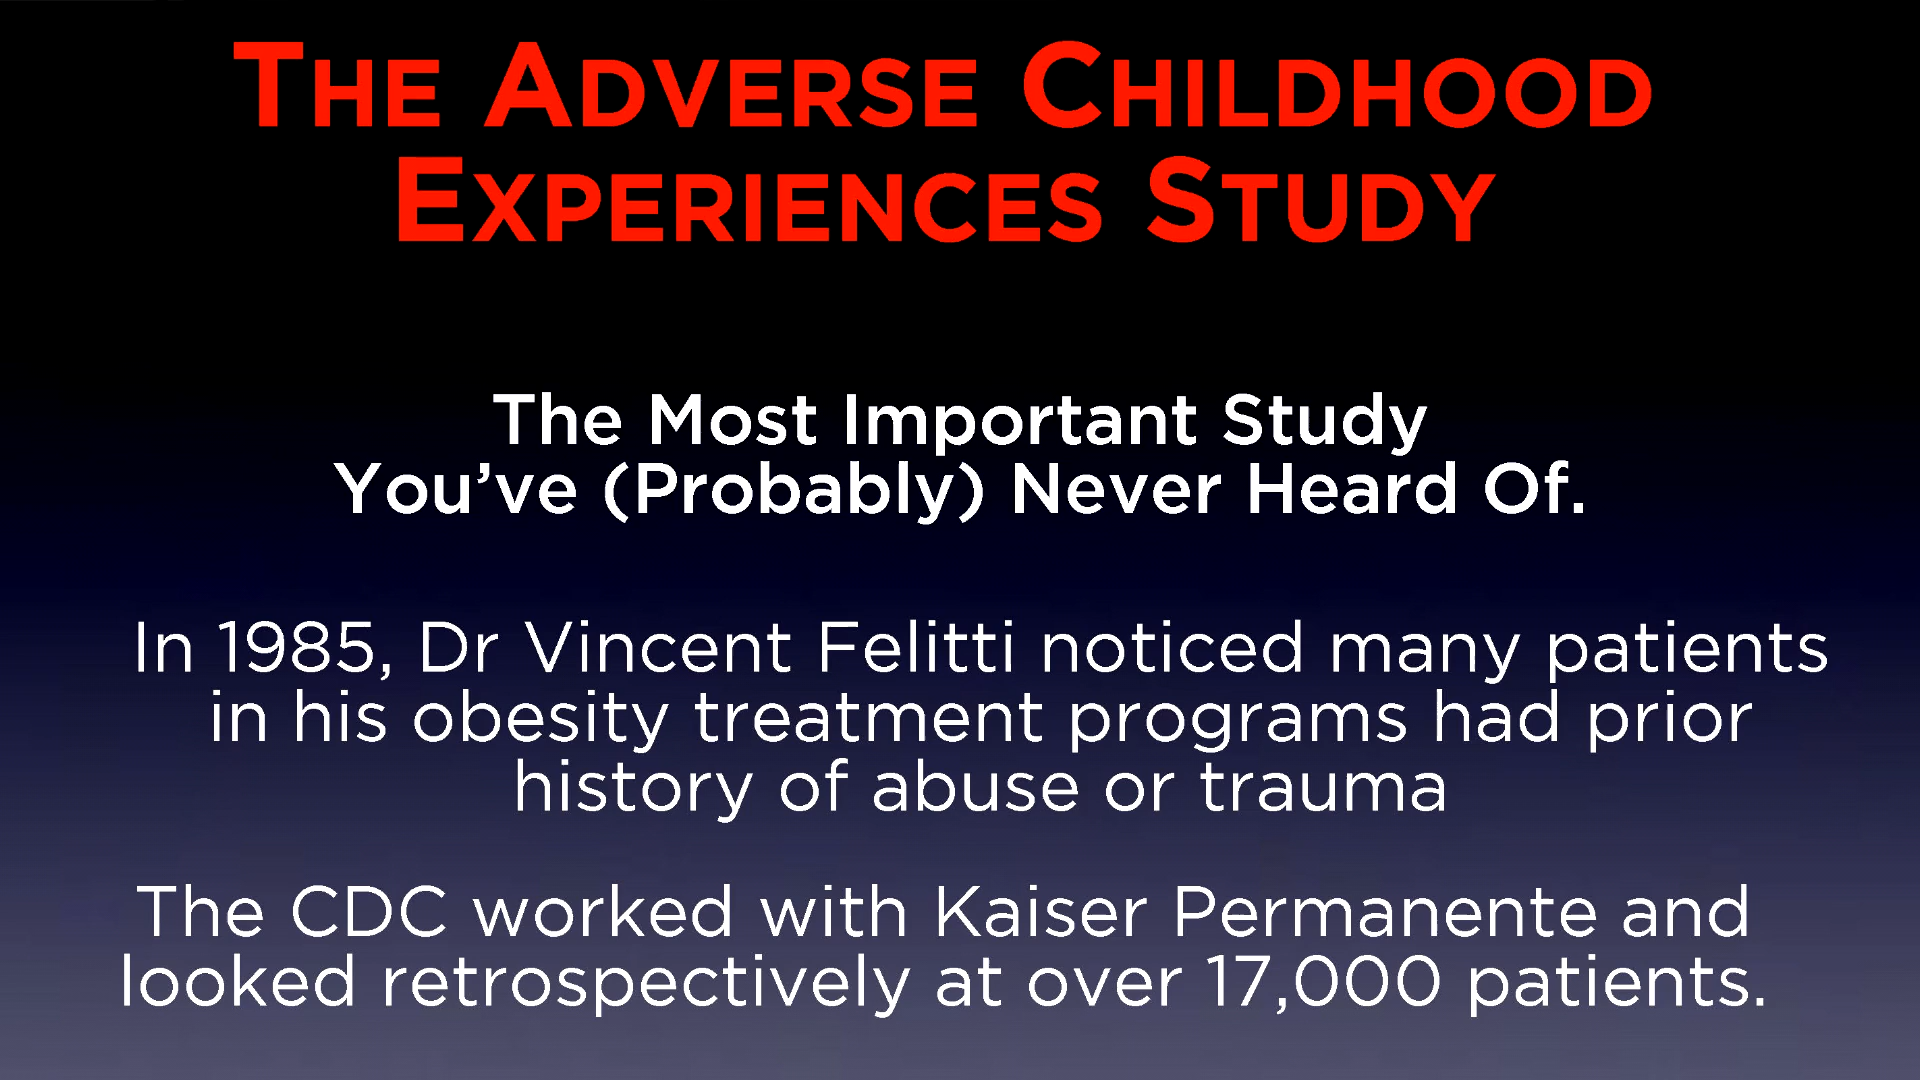 The Adverse Childhood
Experiences Study
The Most Important Study
You've (Probably) Never Heard Of.
In 1985, Dr Vincent Felitti noticed many patients
in his obesity treatment programs had prior
history of abuse or trauma
The CDC worked with Kaiser Permanente and
looked retrospectively at over 17,000 patients.